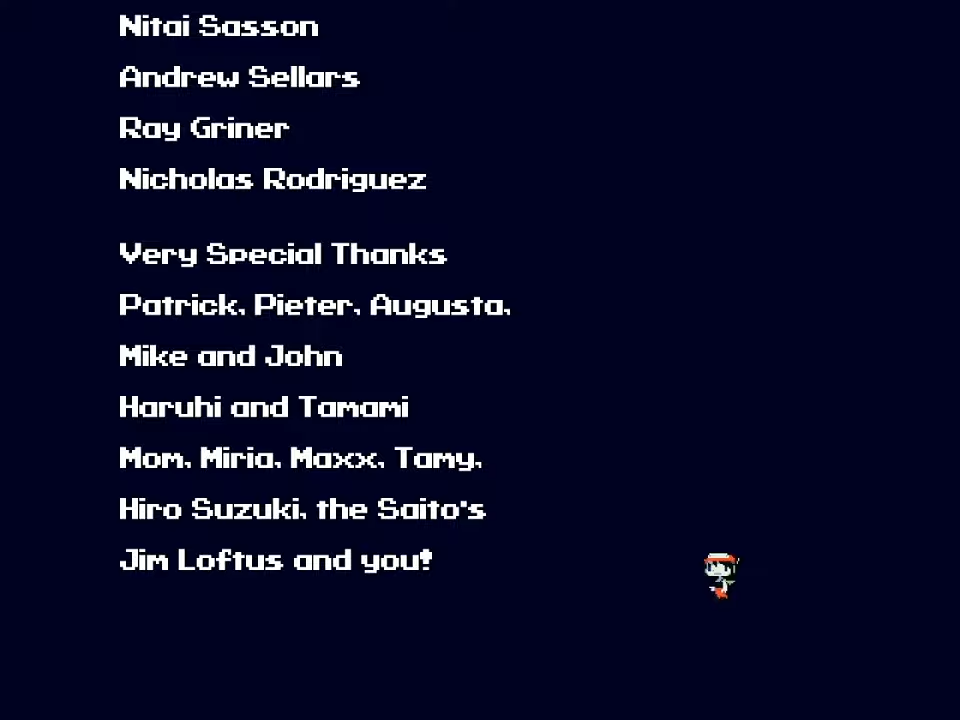 Nitai Sasson
Andrew Sellars
Ray Griner
Nicholas Rodriguez
Very Special Thanks
Patrick, Pieter, Augusta,
Mike and John
Haruhi and Tamami
Mom, Miria, Maxx, Tamy,
Hiro Suzuki, the Saito's
Jim Loftus and you!